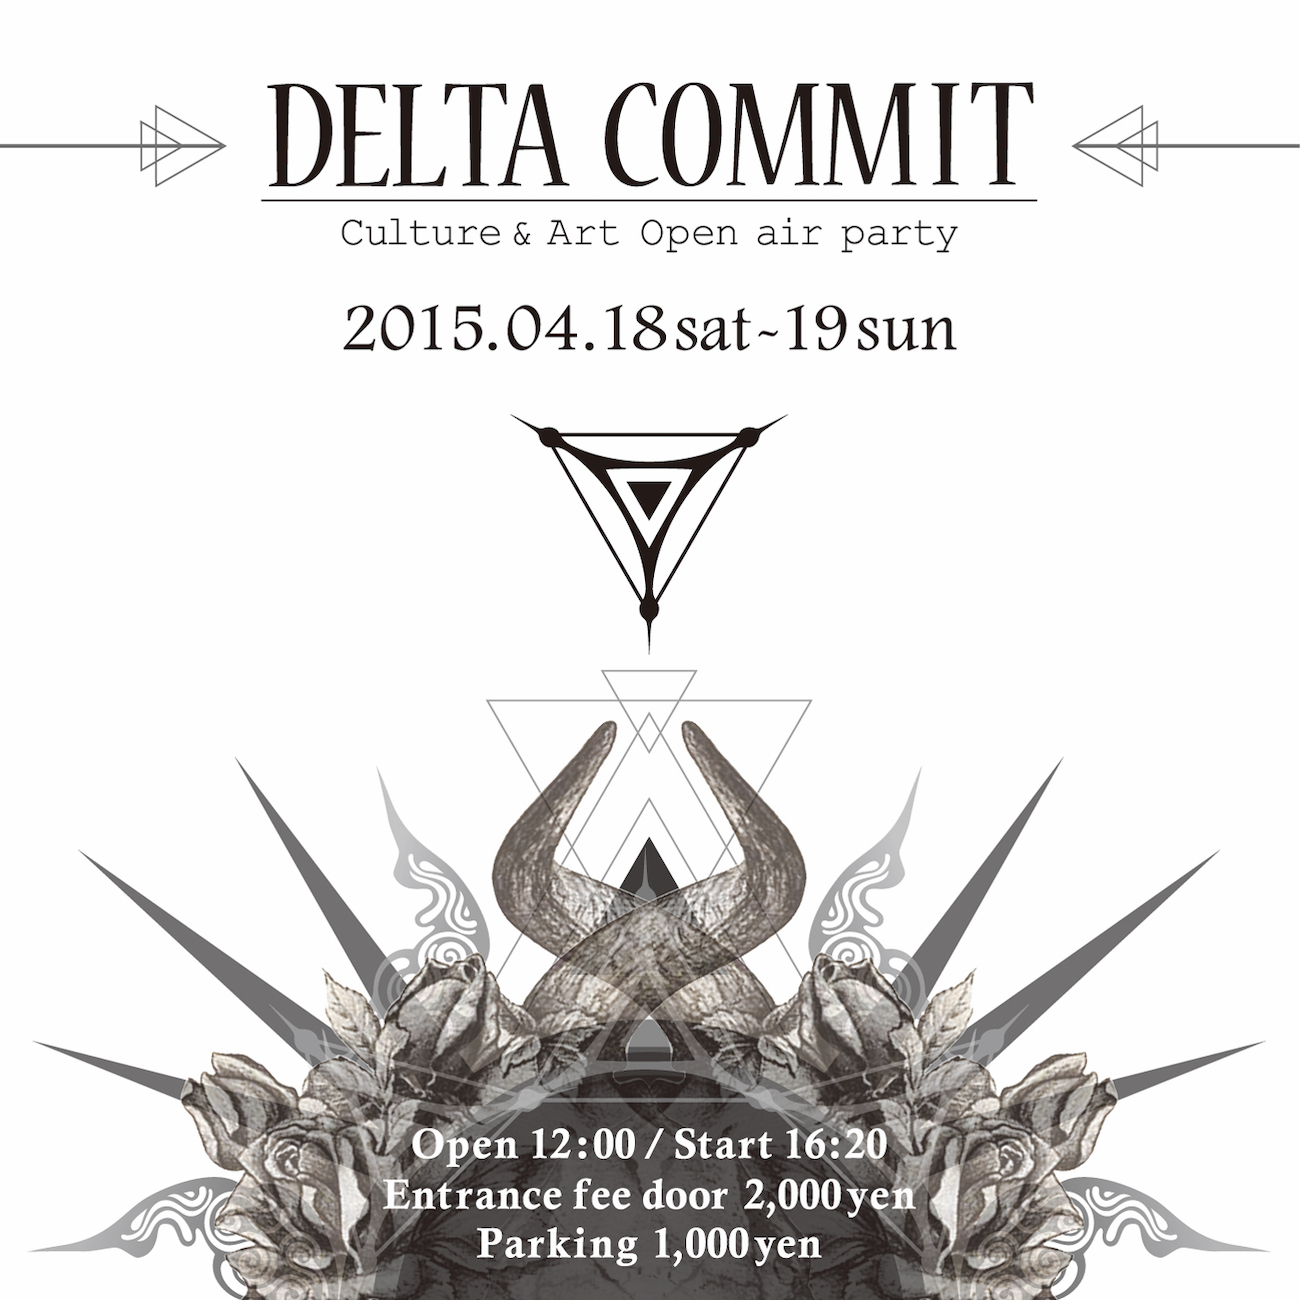 DELTA COMMIT
Culture & Art Open air party
2015.04.18sat~19sun
Open 12:00 / Start 16:20
Entrance fee door 2,000yen
Parking 1,000yen